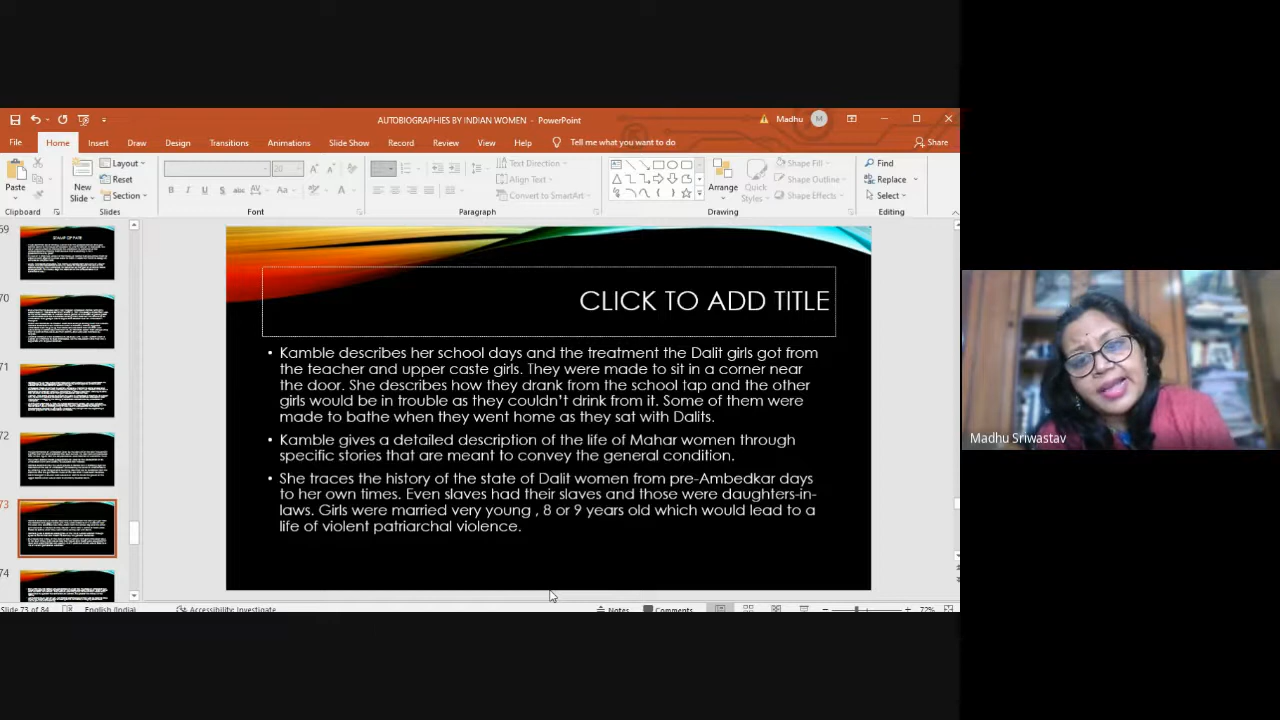 AUTOBIOGRAPHIES BY INDIAN WOMEN - PowerPoint
Madhu
M
File Home Insert Draw Design Transitions Animations Slide Show Record Review View Help Tell me what you want to do
Share
Paste
New
Slide
Layout
Reset
Section
20
B I U S abc AV Aa A
Text Direction
Align Text
Convert to SmartArt
Arrange
Quick
Styles
Shape Fill
Shape Outline
Shape Effects
Find
Replace
Select
Clipboard Slides Font Paragraph Drawing Editing
69
70
71
72
73
74
CLICK TO ADD TITLE
• Kamble describes her school days and the treatment the Dalit girls got from
the teacher and upper caste girls. They were made to sit in a corner near
the door. She describes how they drank from the school tap and the other
girls would be in trouble as they couldn’t drink from it. Some of them were
made to bathe when they went home as they sat with Dalits.
• Kamble gives a detailed description of the life of Mahar women through
specific stories that are meant to convey the general condition.
• She traces the history of the state of Dalit women from pre-Ambedkar days
to her own times. Even slaves had their slaves and those were daughters-in-
laws. Girls were married very young , 8 or 9 years old which would lead to a
life of violent patriarchal violence.
Slide 73 of 84 English (India) Accessibility: Investigate Notes Comments 72%
Madhu Sriwastav